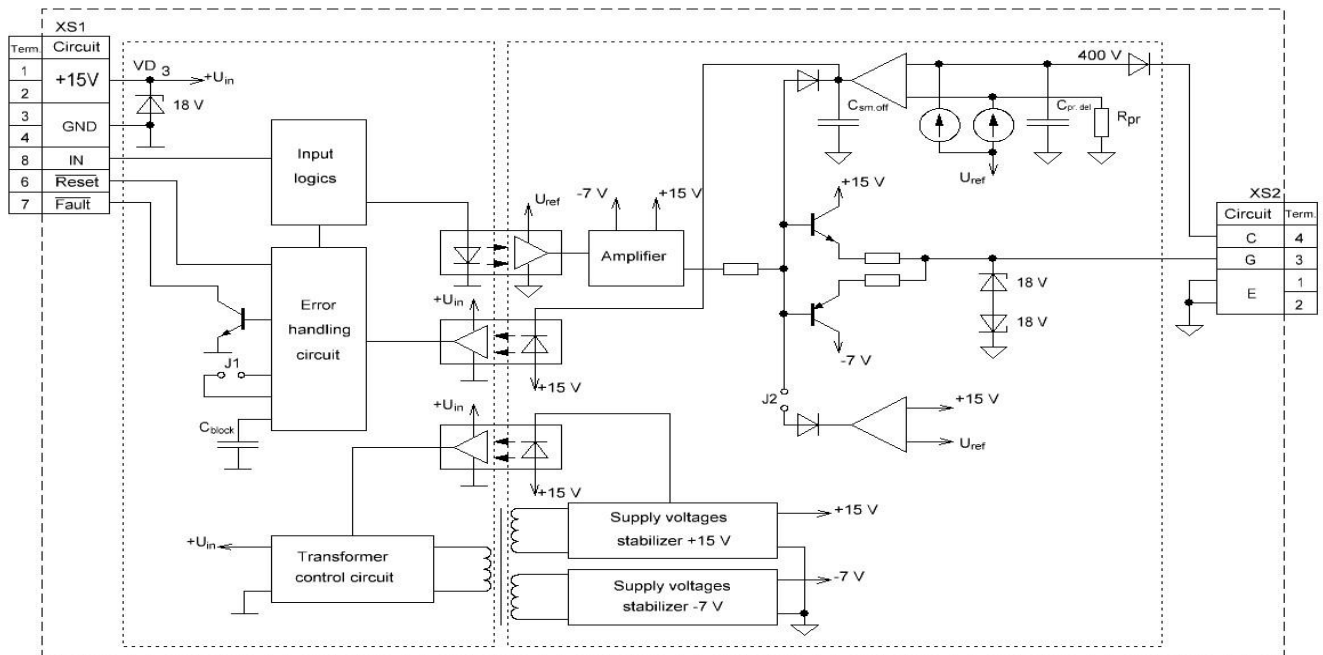 XS1
Term. Circuit
1 +15V
2
3 GND
4
8 IN
6 Reset
7 Fault
VD 3
+Uin
18 V
Input
logics
Error
handling
circuit
J1
Cblock
+Uin
Transformer
control circuit
Uref
-7 V
+15 V
Amplifier
+Uin
+15 V
+Uin
+15 V
Supply voltages
stabilizer +15 V
+15 V
Supply voltages
stabilizer -7 V
-7 V
Csm.off
400 V
Cpr. del
Rpr
Uref
+15 V
-7 V
18 V
18 V
J2
+15 V
Uref
XS2
Circuit Term.
C 4
G 3
E 1
2